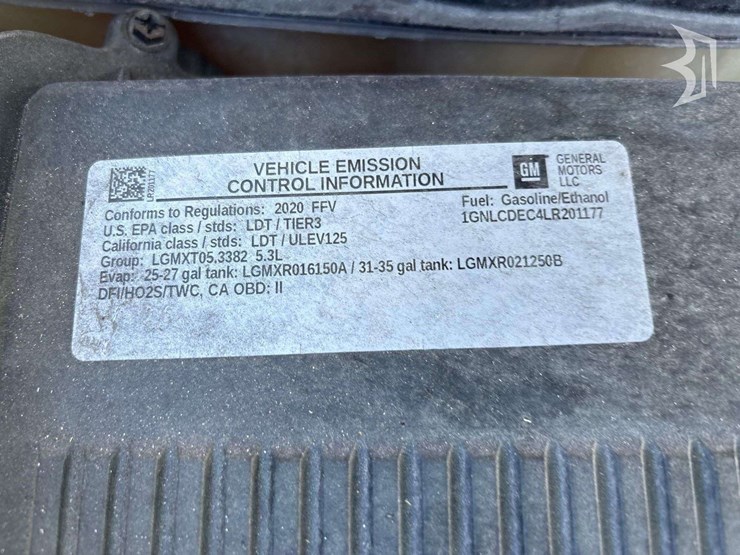 VEHICLE EMISSION
CONTROL INFORMATION
GM
GENERAL
MOTORS
LLC
LR201177
Conforms to Regulations: 2020 FFV
Fuel: Gasoline/Ethanol
U.S. EPA class / stds: LDT / TIER3
1GNLCDEC4LR201177
California class / stds: LDT / ULEV125
Group: LGMXT05.3382 5.3L
Evap: 25-27 gal tank: LGMXR016150A / 31-35 gal tank: LGMXR021250B
DFI/HO2S/TWC, CA OBD: II